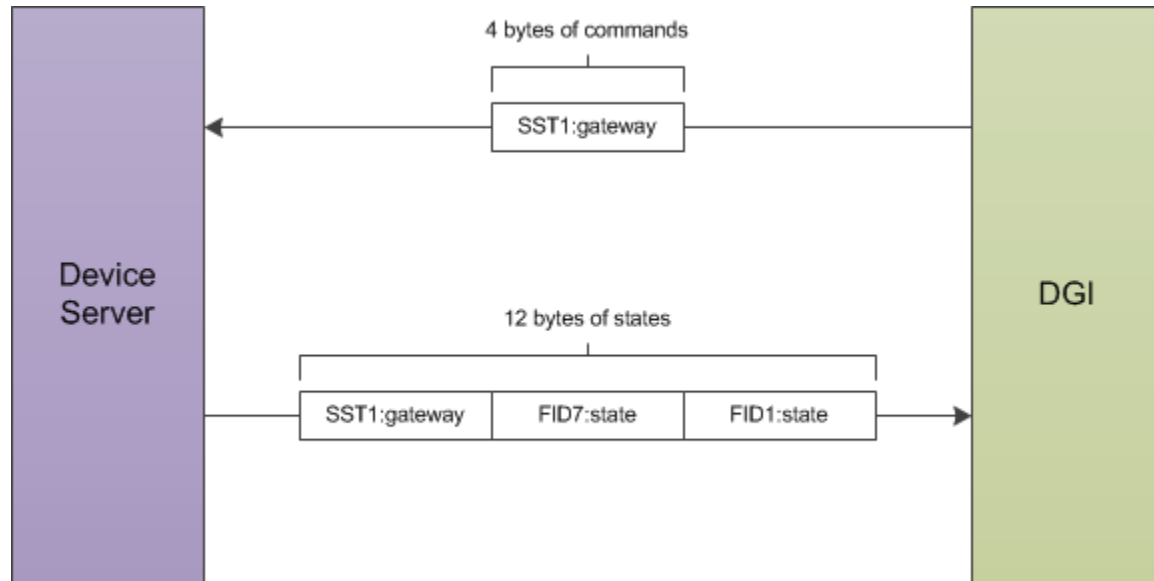 4 bytes of commands
SST1:gateway
Device
Server
DGI
12 bytes of states
SST1:gateway FID7:state FID1:state